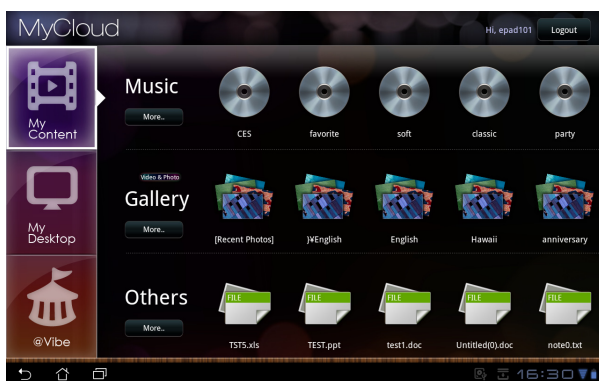 MyCloud
Hi, epad101
Logout
My
Content
Music
More..
CES
favorite
soft
classic
party
My
Desktop
Video & Photo
Gallery
More..
[Recent Photos]
)¥English
English
Hawaii
anniversary
@Vibe
Others
More..
FILE
FILE
FILE
FILE
FILE
TST5.xls
TEST.ppt
test1.doc
Untitled(0).doc
note0.txt
16:30